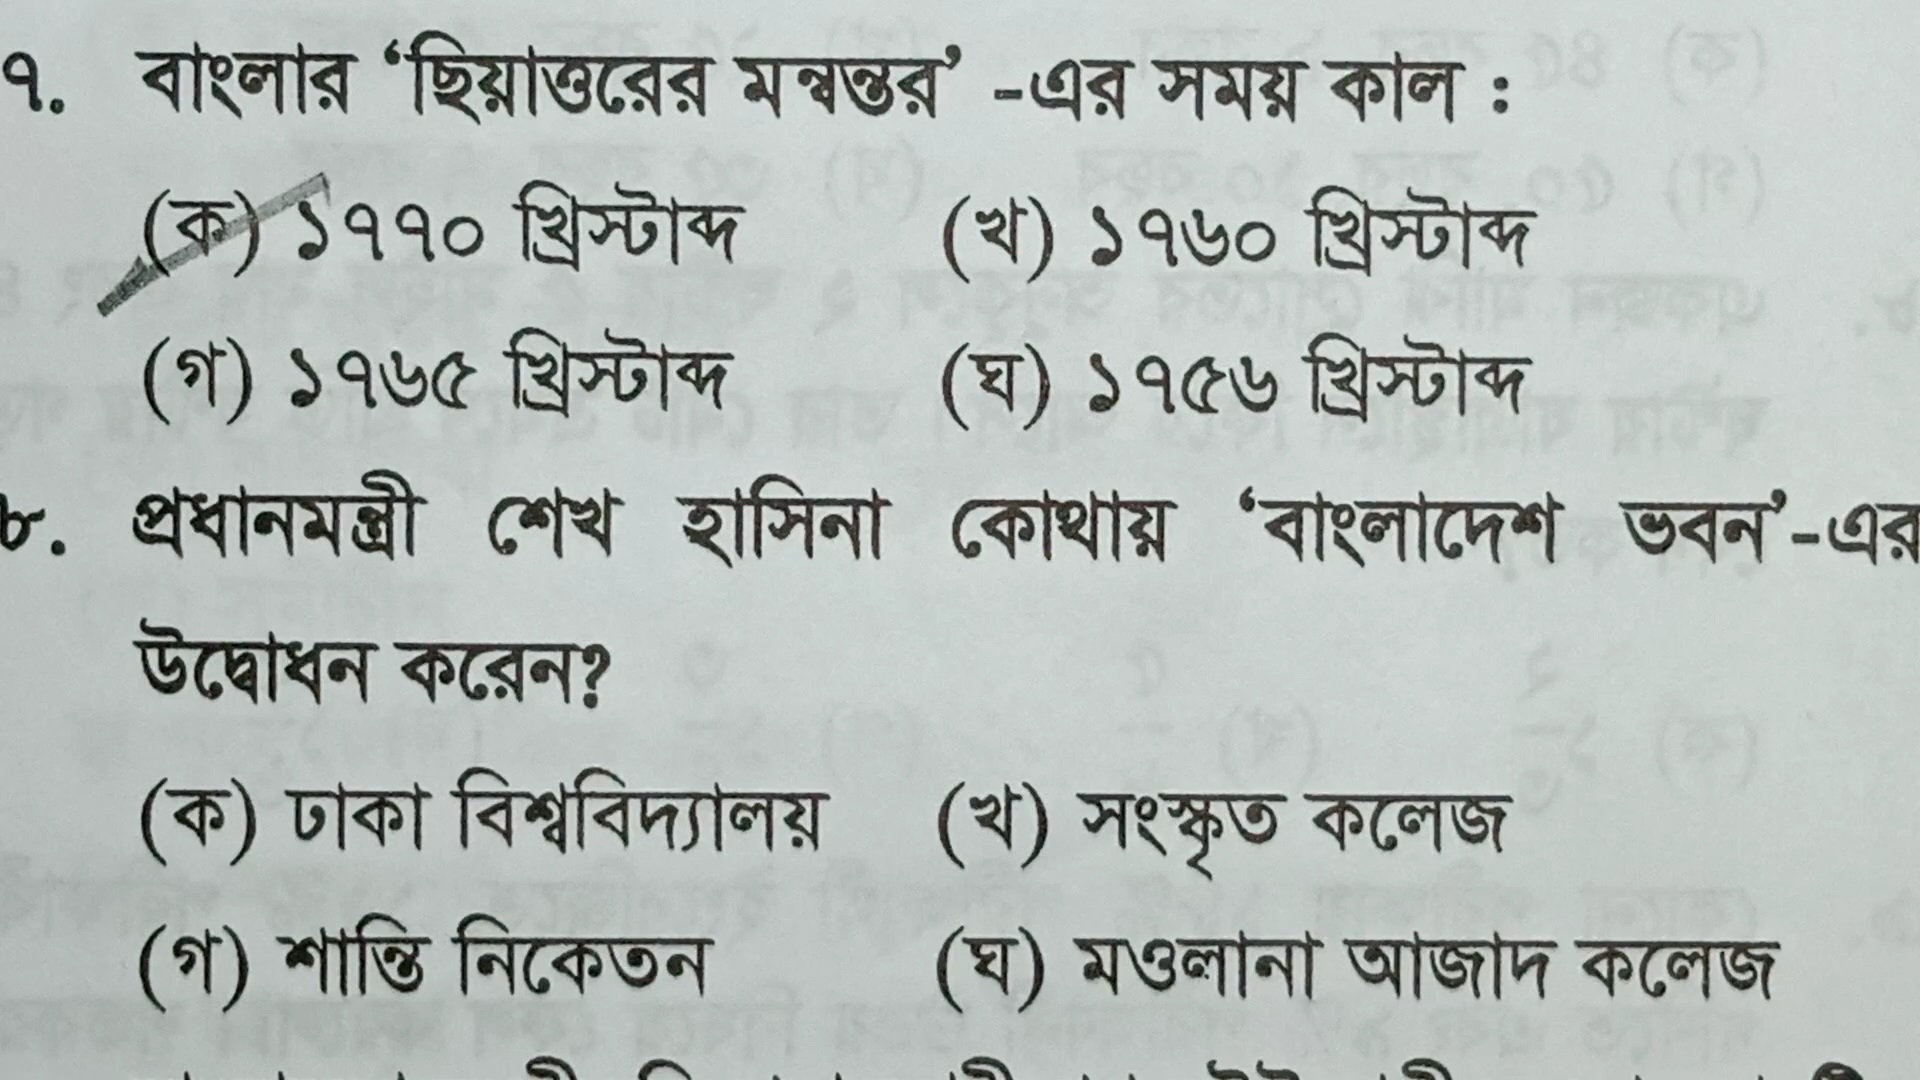 ৭. বাংলার ‘ছিয়াত্তরের মন্বন্তর’ -এর সময় কাল :
(ক) ১৭৭০ খ্রিস্টাব্দ (খ) ১৭৬০ খ্রিস্টাব্দ
(গ) ১৭৬৫ খ্রিস্টাব্দ (ঘ) ১৭৫৬ খ্রিস্টাব্দ
৮. প্রধানমন্ত্রী শেখ হাসিনা কোথায় ‘বাংলাদেশ ভবন’-এর
উদ্বোধন করেন?
(ক) ঢাকা বিশ্ববিদ্যালয় (খ) সংস্কৃত কলেজ
(গ) শান্তি নিকেতন (ঘ) মওলানা আজাদ কলেজ